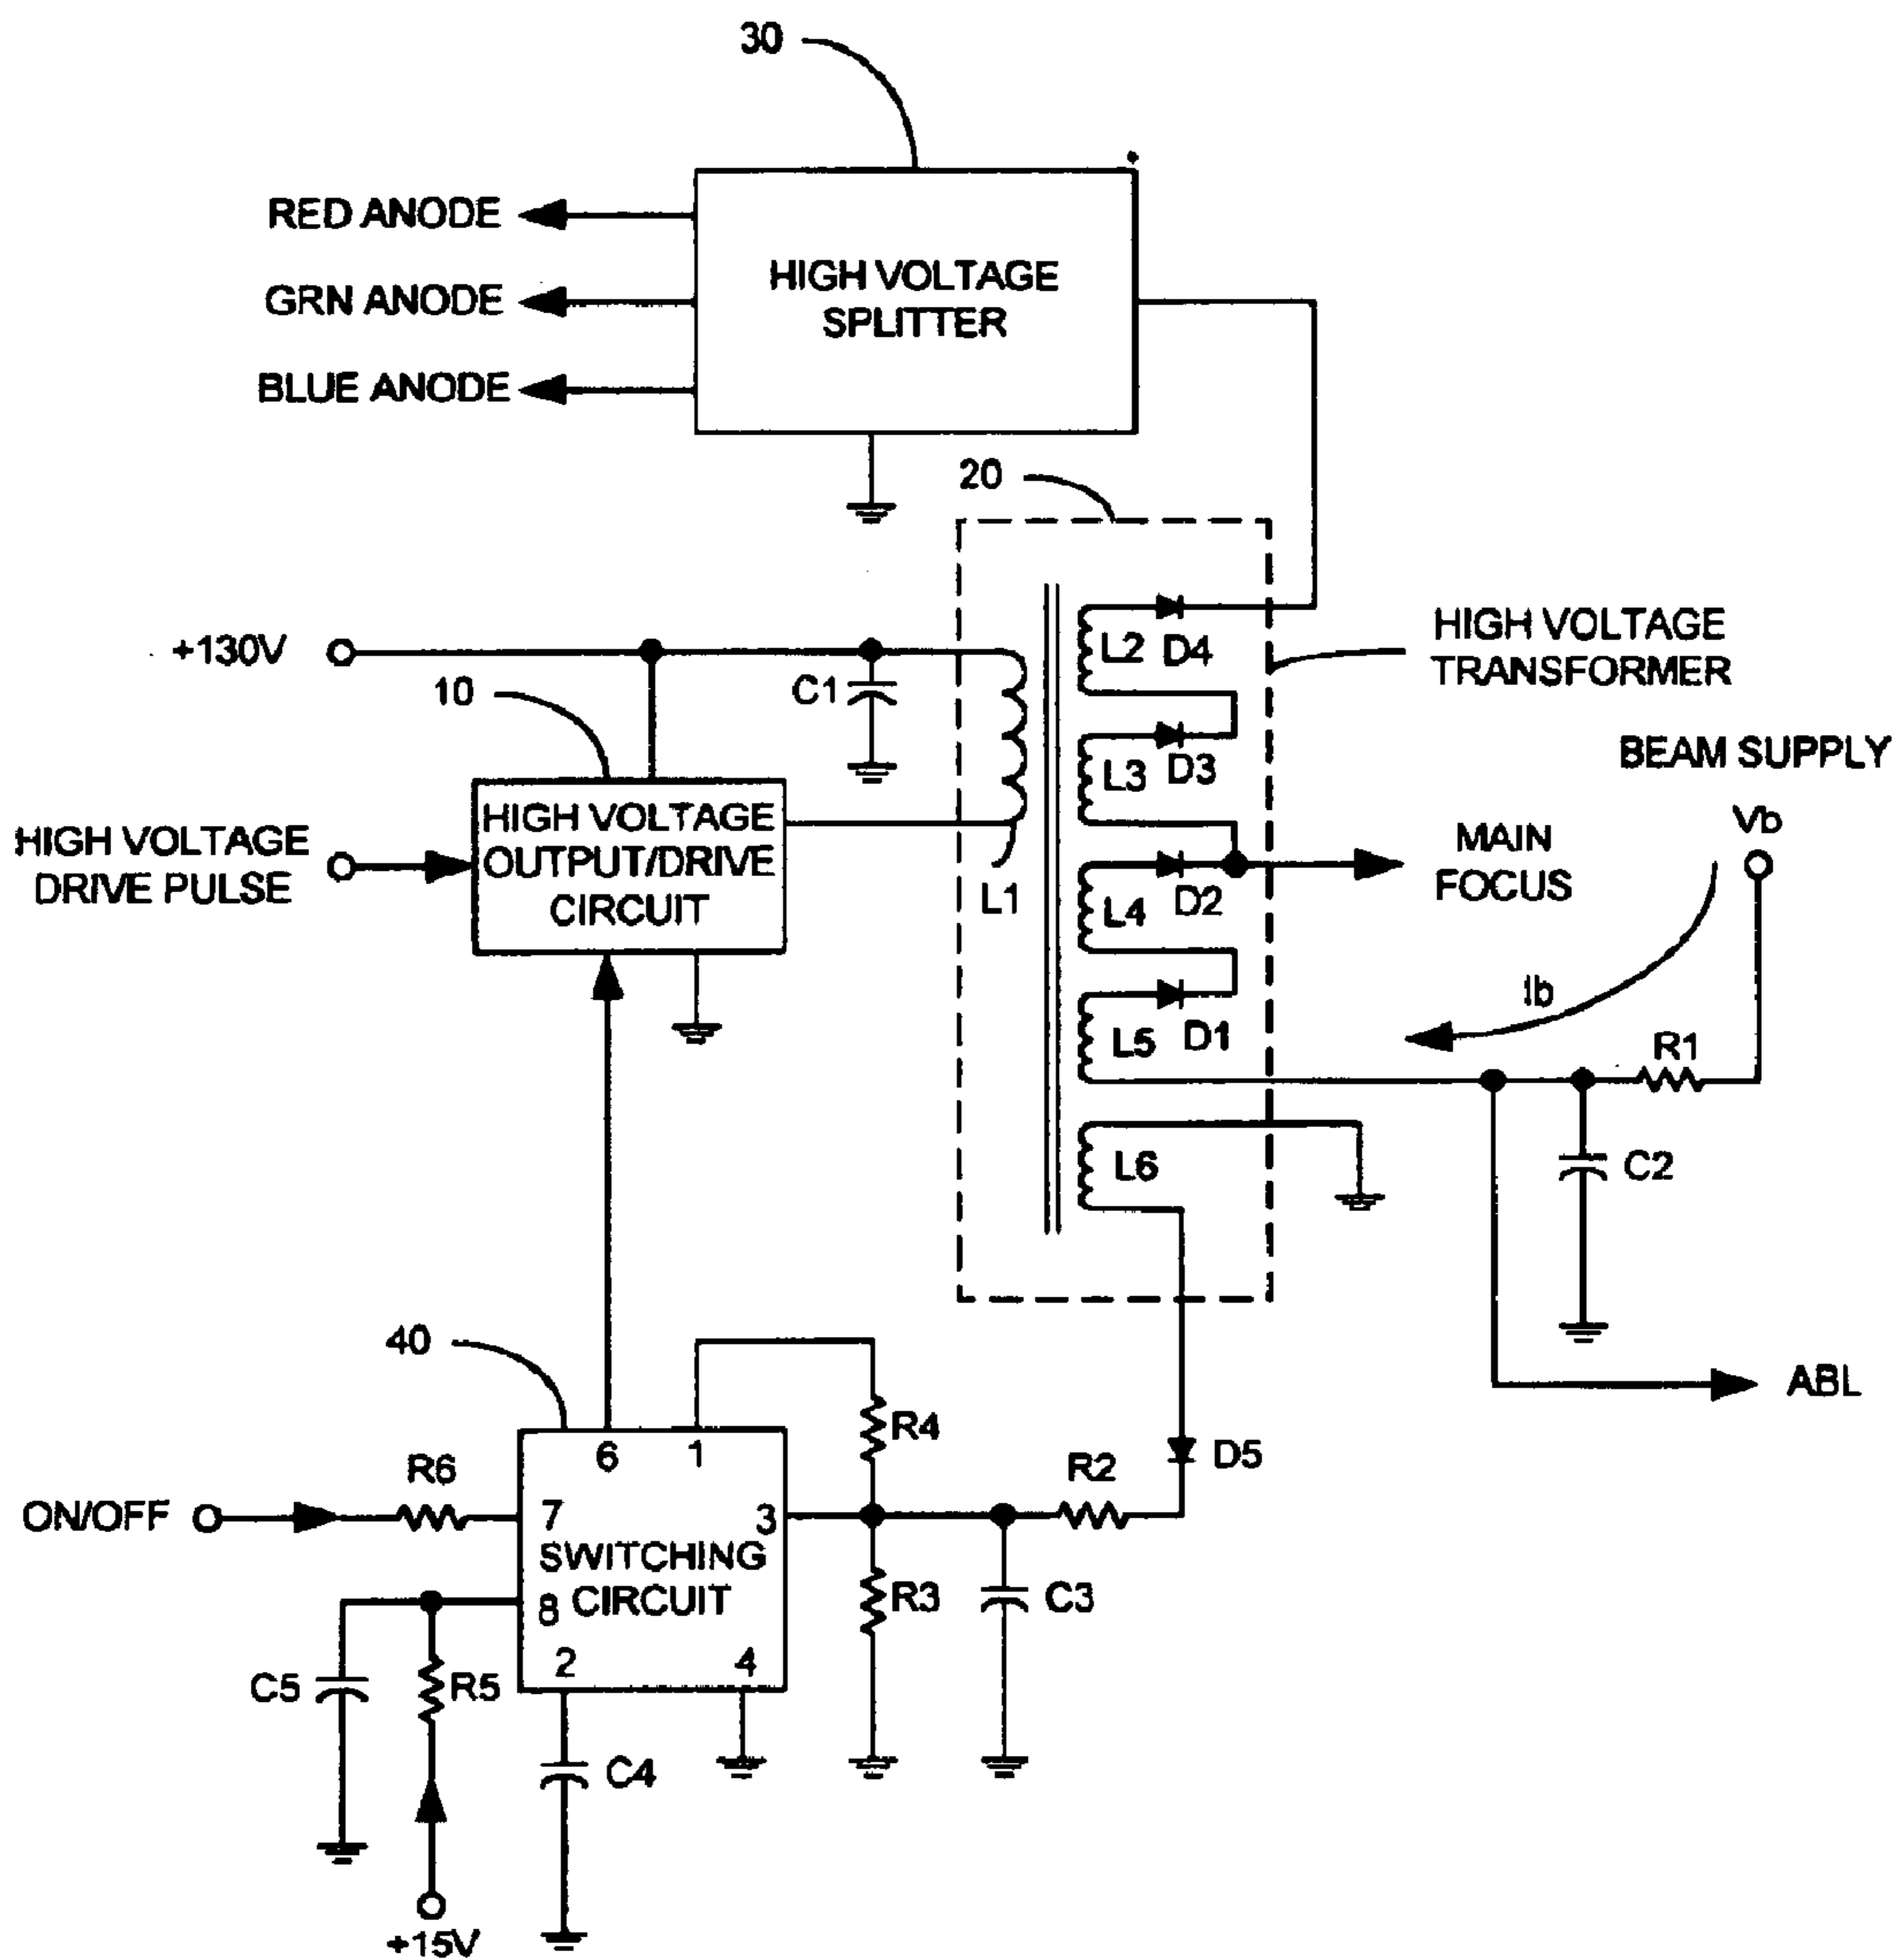 30
RED ANODE
GRN ANODE
BLUE ANODE
HIGH VOLTAGE
SPLITTER
20
+130V
10
C1
L2 D4
HIGH VOLTAGE
TRANSFORMER
L3 D3
BEAM SUPPLY
HIGH VOLTAGE
DRIVE PULSE
HIGH VOLTAGE
OUTPUT/DRIVE
CIRCUIT
L1
L4 D2
MAIN
FOCUS
Vb
Ib
L5 D1
R1
L6
C2
40
ABL
6 1
R4
R6
R2
D5
ON/OFF
7
3
SWITCHING
CIRCUIT
8
R3
C3
2 4
C5
R5
C4
+15V